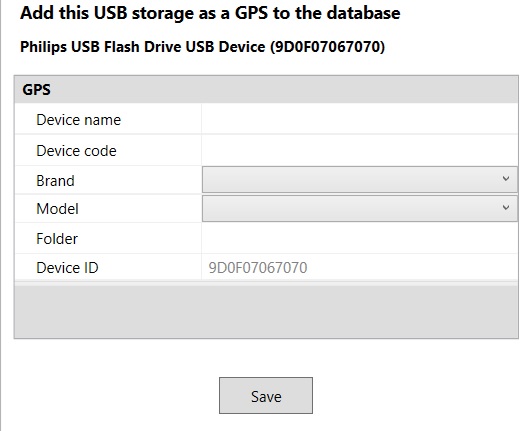 Add this USB storage as a GPS to the database
Philips USB Flash Drive USB Device (9D0F07067070)
GPS
Device name
Device code
Brand
Model
Folder
Device ID 9D0F07067070
Save